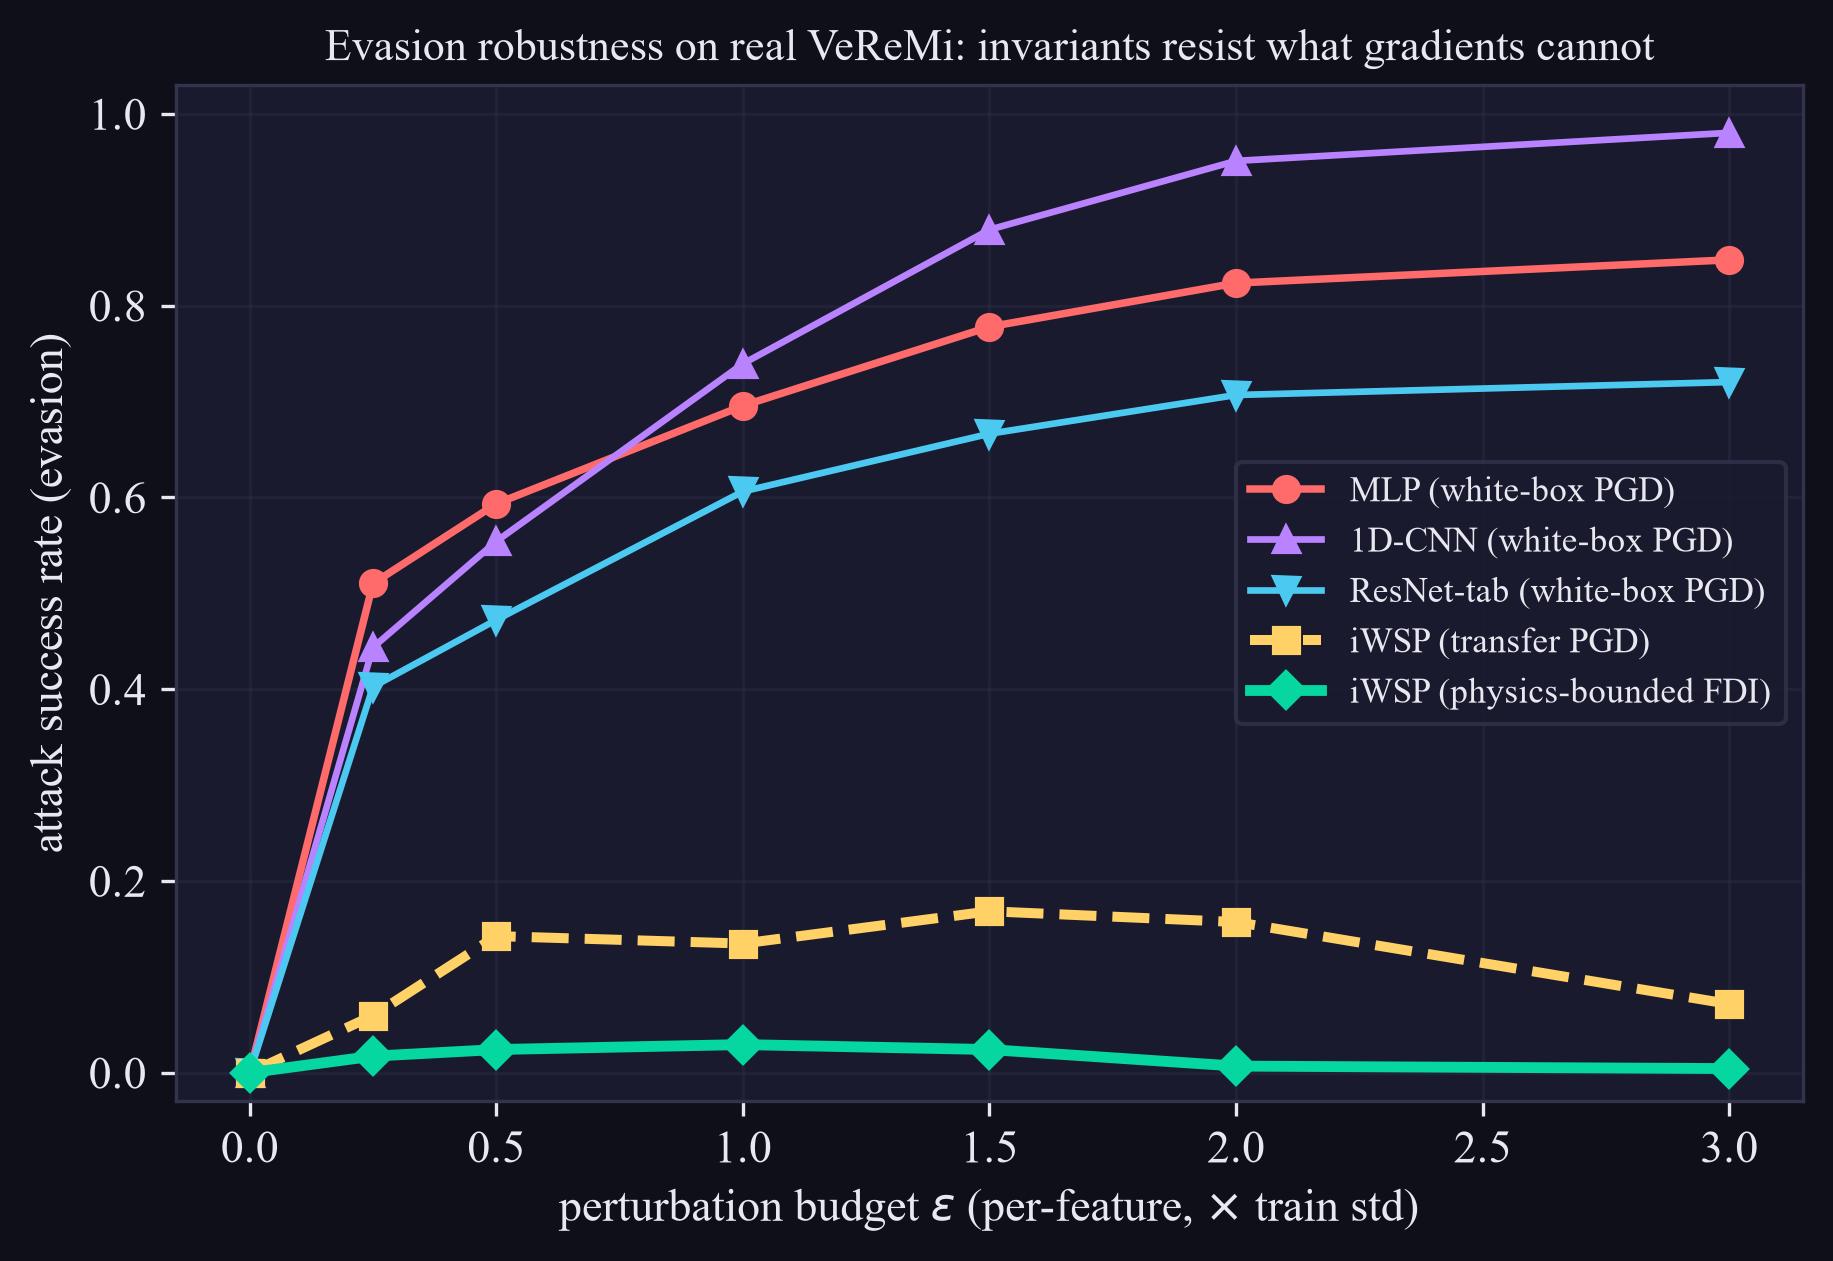 Evasion robustness on real VeReMi: invariants resist what gradients cannot
1.0
0.8
0.6
0.4
0.2
0.0
attack success rate (evasion)
MLP (white-box PGD)
1D-CNN (white-box PGD)
ResNet-tab (white-box PGD)
iWSP (transfer PGD)
iWSP (physics-bounded FDI)
0.0 0.5 1.0 1.5 2.0 2.5 3.0
perturbation budget ε (per-feature, × train std)